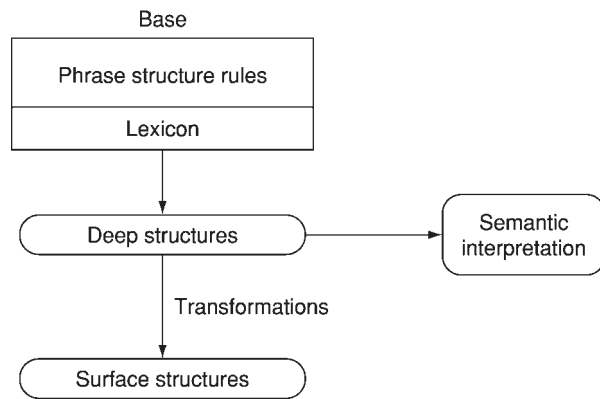 Base
Phrase structure rules
Lexicon
Deep structures
Semantic
interpretation
Transformations
Surface structures